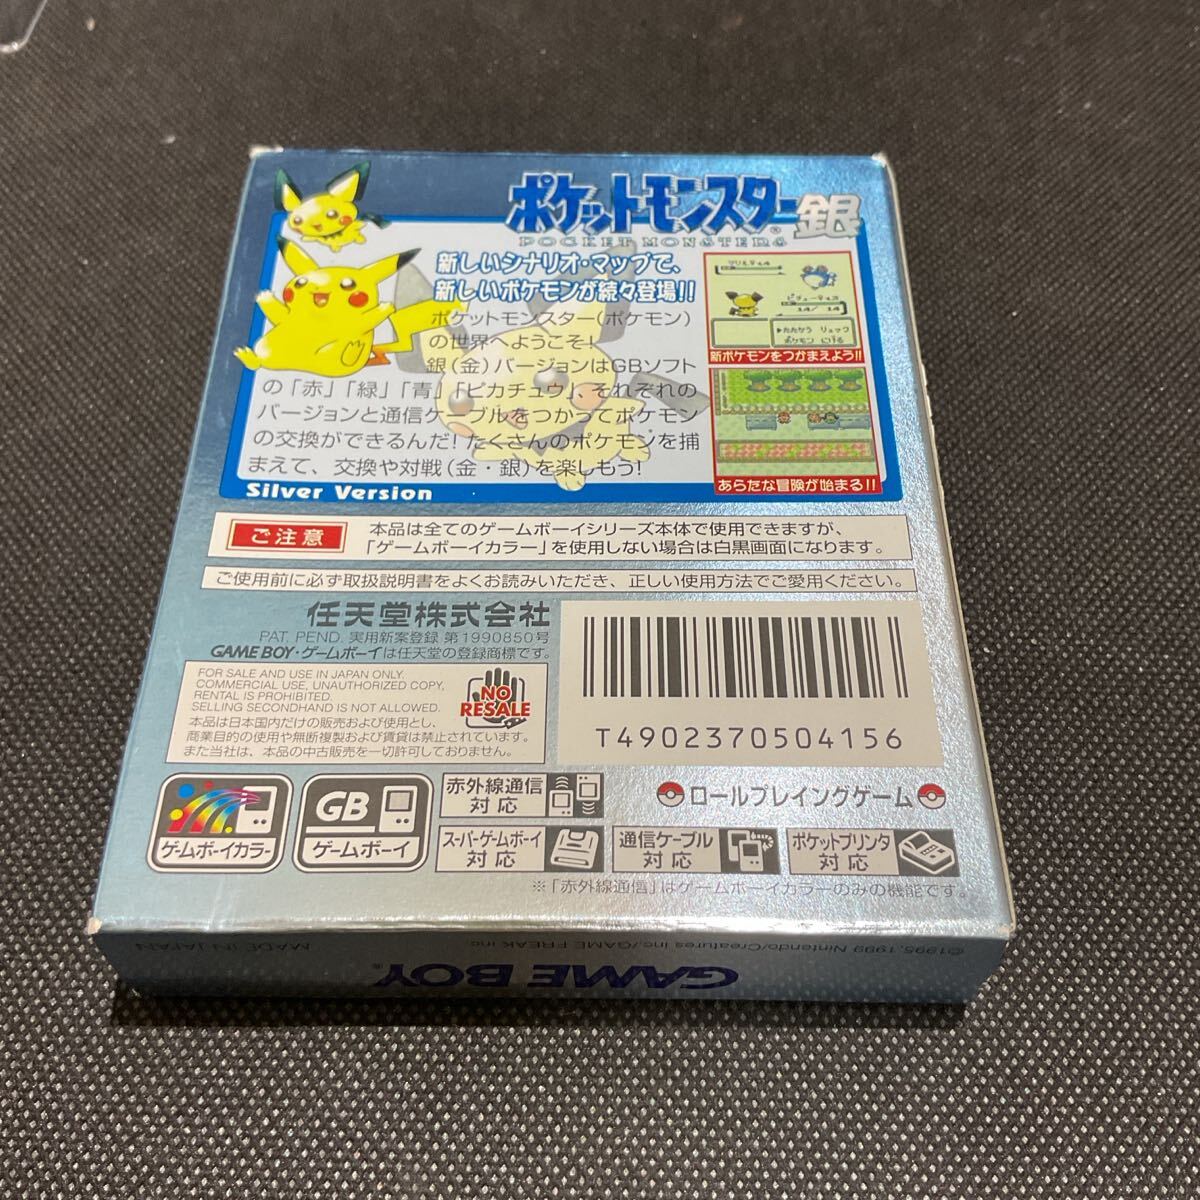 ポケットモンスター銀
POCKET MONSTERS
新しいシナリオ・マップで、
新しいポケモンが続々登場!!
ポケットモンスター(ポケモン)
の世界へようこそ!
銀(金)バージョンはGBソフト
の「赤」「緑」「青」「ピカチュウ」、それぞれの
バージョンと通信ケーブルをつかってポケモン
の交換ができるんだ!たくさんのポケモンを捕
まえて、交換や対戦(金・銀)を楽しもう!
Silver Version
マリル
ピチュー
14/ 14
▶たたかう リュック
ポケモン にげる
新ポケモンをつかまえよう!!
あらたな冒険が始まる!!
ご注意
本品は全てのゲームボーイシリーズ本体で使用できますが、
「ゲームボーイカラー」を使用しない場合は白黒画面になります。
ご使用前に必ず取扱説明書をよくお読みいただき、正しい使用方法でご愛用ください。
任天堂株式会社
PAT. PEND. 実用新案登録 第1990850号
GAME BOY・ゲームボーイは任天堂の登録商標です。
FOR SALE AND USE IN JAPAN ONLY.
COMMERCIAL USE, UNAUTHORIZED COPY,
RENTAL IS PROHIBITED.
SELLING SECONDHAND IS NOT ALLOWED.
本品は日本国内だけの販売および使用とし、
商業目的の使用や無断複製および賃貸は禁止されています。
また当社は、本品の中古販売を一切許可しておりません。
NO
RESALE
T4902370504156
ゲームボーイカラー
GB
ゲームボーイ
赤外線通信
対応
スーパーゲームボーイ
対応
通信ケーブル
対応
ポケットプリンタ
対応
ロールプレイングゲーム
※「赤外線通信」はゲームボーイカラーのみの機能です。
©1995,1999 Nintendo/Creatures inc/GAME FREAK inc
MADE IN JAPAN
GAME BOY®